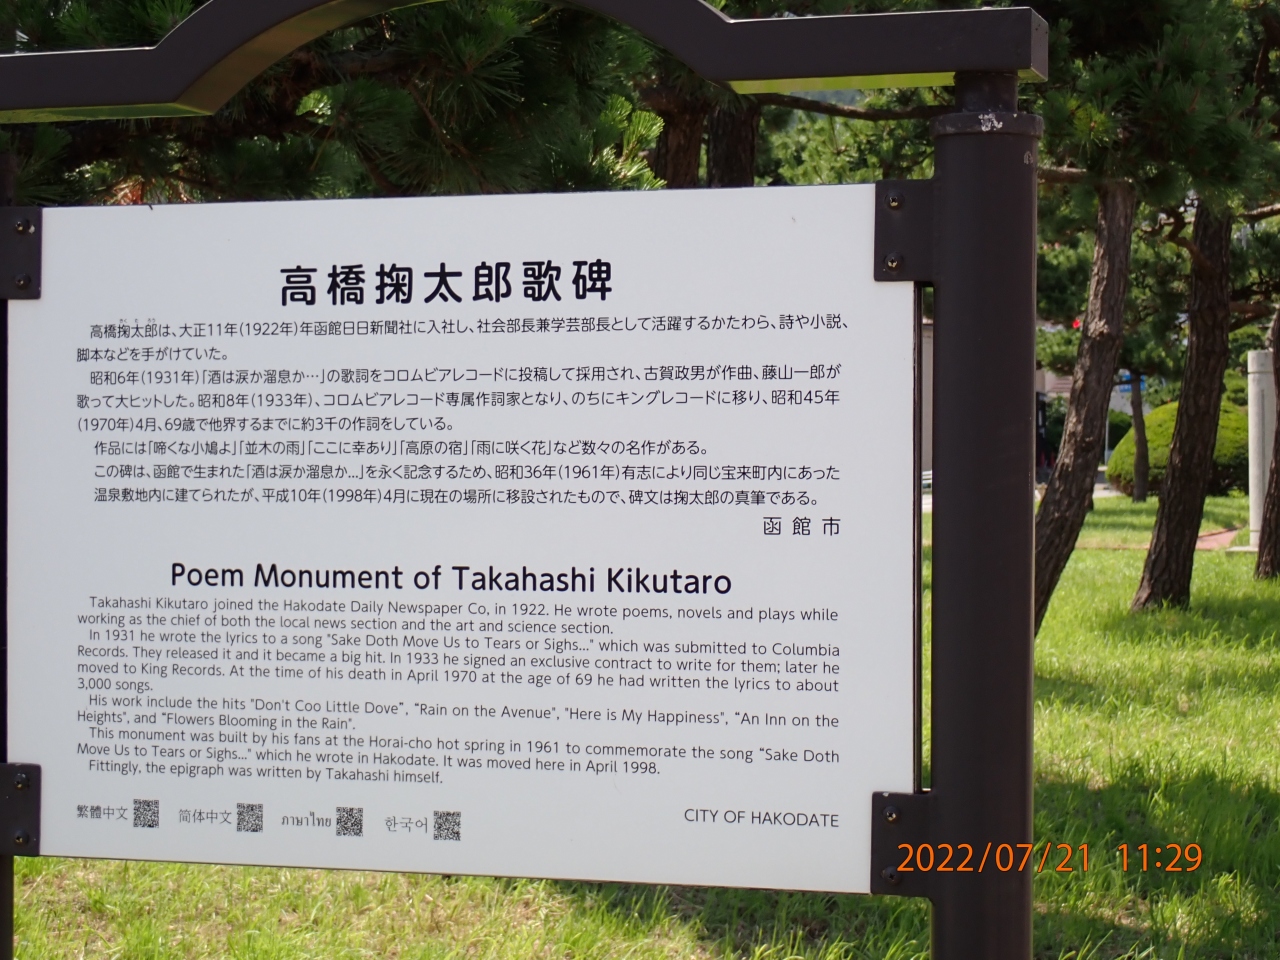 高橋掬太郎歌碑
高橋掬太郎は、大正11年(1922年)年函館日日新聞社に入社し、社会部長兼学芸部長として活躍するかたわら、詩や小説、
脚本などを手がけていた。
昭和6年(1931年)「酒は涙か溜息か…」の歌詞をコロムビアレコードに投稿して採用され、古賀政男が作曲、藤山一郎が
歌って大ヒットした。昭和8年(1933年)、コロムビアレコード専属作詞家となり、のちにキングレコードに移り、昭和45年
(1970年)4月、69歳で他界するまでに約3千の作詞をしている。
作品には「啼くな小鳩よ」「並木の雨」「ここに幸あり」「高原の宿」「雨に咲く花」など数々の名作がある。
この碑は、函館で生まれた「酒は涙か溜息か…」を永く記念するため、昭和36年(1961年)有志により同じ宝来町内にあった
温泉敷地内に建てられたが、平成10年(1998年)4月に現在の場所に移設されたもので、碑文は掬太郎の真筆である。
函館市
Poem Monument of Takahashi Kikutaro
Takahashi Kikutaro joined the Hakodate Daily Newspaper Co, in 1922. He wrote poems, novels and plays while
working as the chief of both the local news section and the art and science section.
In 1931 he wrote the lyrics to a song "Sake Doth Move Us to Tears or Sighs..." which was submitted to Columbia
Records. They released it and it became a big hit. In 1933 he signed an exclusive contract to write for them; later he
moved to King Records. At the time of his death in April 1970 at the age of 69 he had written the lyrics to about
3,000 songs.
His work include the hits "Don't Coo Little Dove”, “Rain on the Avenue", "Here is My Happiness", “An Inn on the
Heights", and “Flowers Blooming in the Rain".
This monument was built by his fans at the Horai-cho hot spring in 1961 to commemorate the song “Sake Doth
Move Us to Tears or Sighs..." which he wrote in Hakodate. It was moved here in April 1998.
Fittingly, the epigraph was written by Takahashi himself.
繁體中文 简体中文 ภาษาไทย 한국어
CITY OF HAKODATE
2022/07/21 11:29